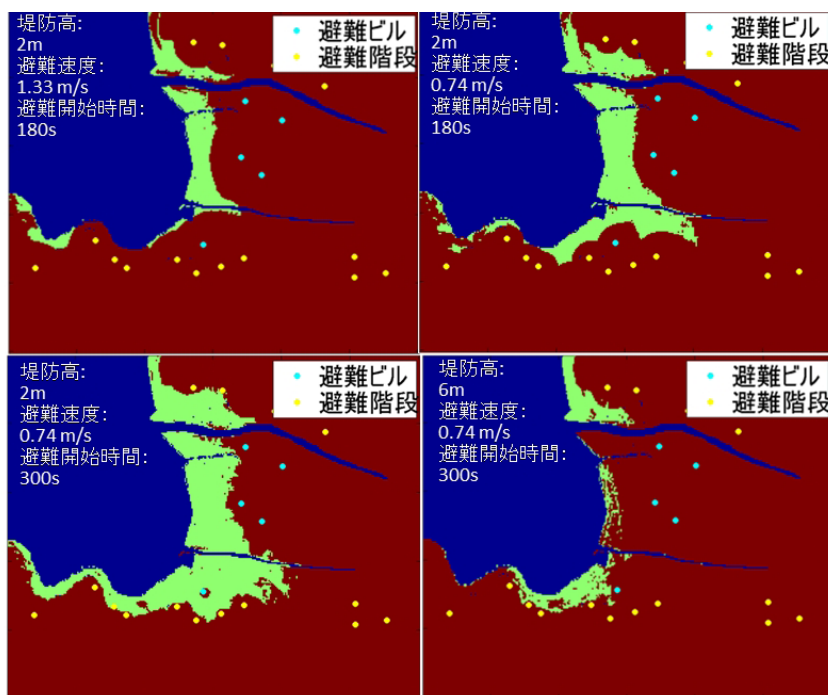 堤防高:
2m
避難速度:
1.33 m/s
避難開始時間:
180s
避難ビル
避難階段
堤防高:
2m
避難速度:
0.74 m/s
避難開始時間:
180s
避難ビル
避難階段
堤防高:
2m
避難速度:
0.74 m/s
避難開始時間:
300s
避難ビル
避難階段
堤防高:
6m
避難速度:
0.74 m/s
避難開始時間:
300s
避難ビル
避難階段